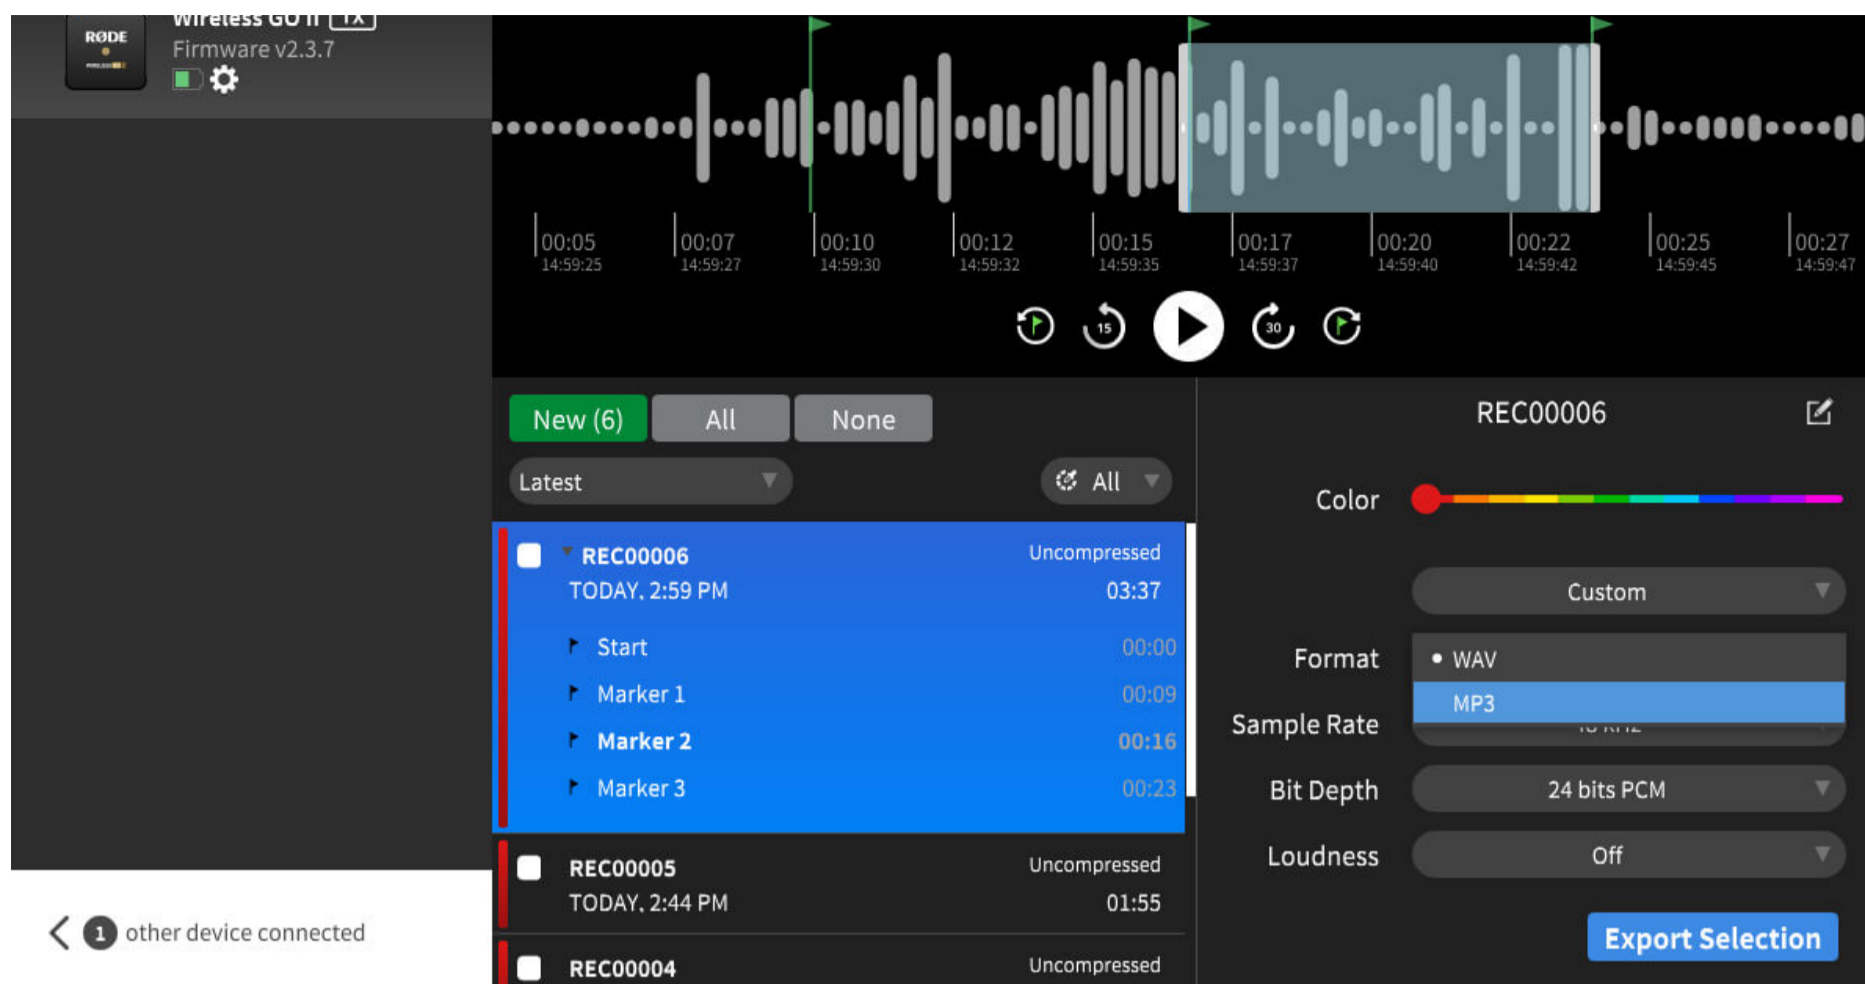 Wireless GO II TX
RØDE
Firmware v2.3.7
00:05 00:07 00:10 00:12 00:15 00:17 00:20 00:22 00:25 00:27
14:59:25 14:59:27 14:59:30 14:59:32 14:59:35 14:59:37 14:59:40 14:59:42 14:59:45 14:59:47
15 30
New (6) All None
Latest All
REC00006 Uncompressed
TODAY, 2:59 PM 03:37
Start 00:00
Marker 1 00:09
Marker 2 00:16
Marker 3 00:23
REC00005 Uncompressed
TODAY, 2:44 PM 01:55
REC00004 Uncompressed
REC00006
Color
Custom
Format WAV
MP3
Sample Rate
Bit Depth 24 bits PCM
Loudness Off
Export Selection
1 other device connected